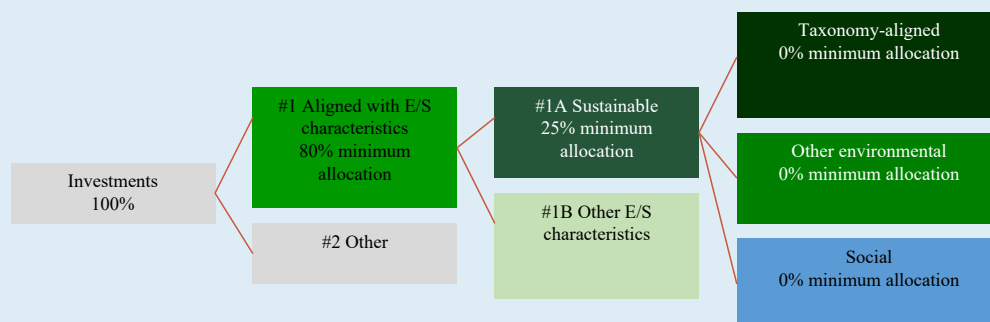 Investments
100%
#1 Aligned with E/S
characteristics
80% minimum
allocation
#2 Other
#1A Sustainable
25% minimum
allocation
#1B Other E/S
characteristics
Taxonomy-aligned
0% minimum allocation
Other environmental
0% minimum allocation
Social
0% minimum allocation